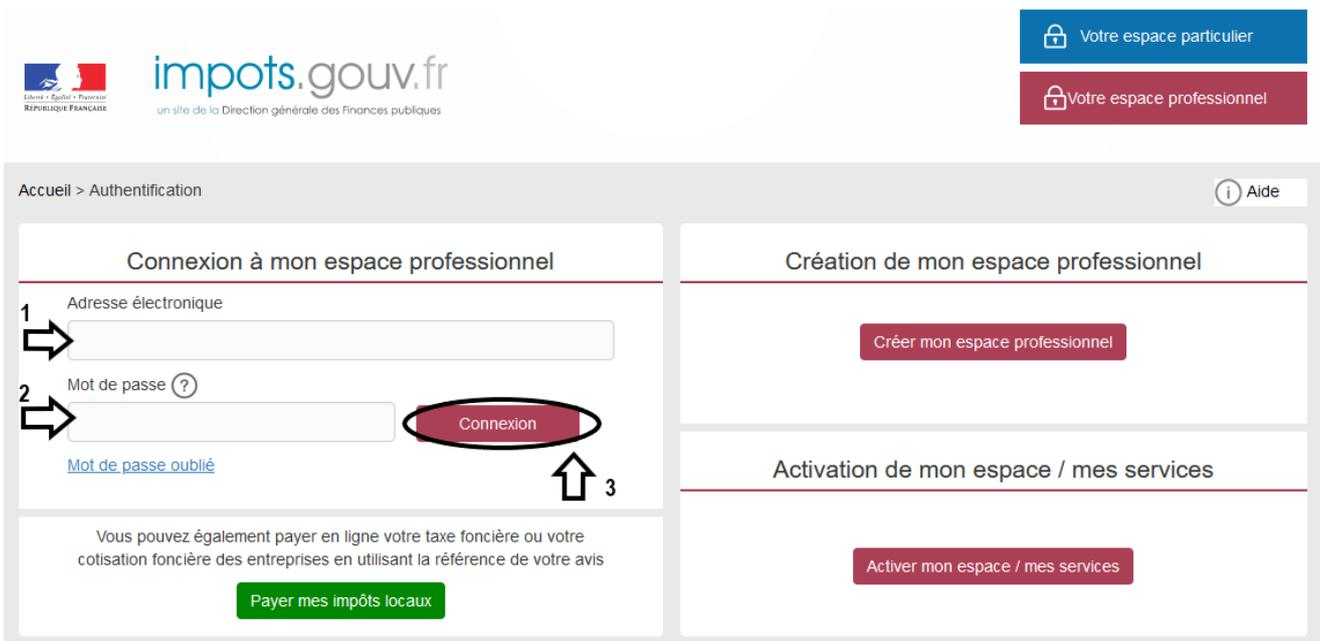 Votre espace particulier
Liberté • Égalité • Fraternité
RÉPUBLIQUE FRANÇAISE
impots.gouv.fr
un site de la Direction générale des Finances publiques
Votre espace professionnel
Accueil > Authentification
i Aide
Connexion à mon espace professionnel
1
Adresse électronique
2
Mot de passe ?
Connexion
Mot de passe oublié
3
Vous pouvez également payer en ligne votre taxe foncière ou votre
cotisation foncière des entreprises en utilisant la référence de votre avis
Payer mes impôts locaux
Création de mon espace professionnel
Créer mon espace professionnel
Activation de mon espace / mes services
Activer mon espace / mes services